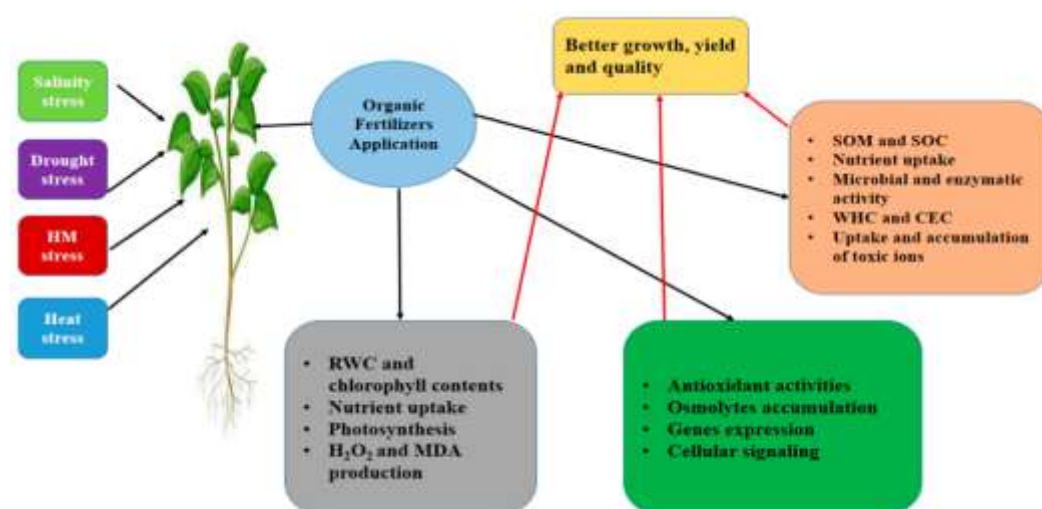 Salinity
stress
Drought
stress
HM
stress
Heat
stress
Organic
Fertilizers
Application
Better growth, yield
and quality
• SOM and SOC
• Nutrient uptake
• Microbial and enzymatic
activity
• WHC and CEC
• Uptake and accumulation
of toxic ions
• RWC and
chlorophyll contents
• Nutrient uptake
• Photosynthesis
• H₂O₂ and MDA
production
• Antioxidant activities
• Osmolytes accumulation
• Genes expression
• Cellular signaling